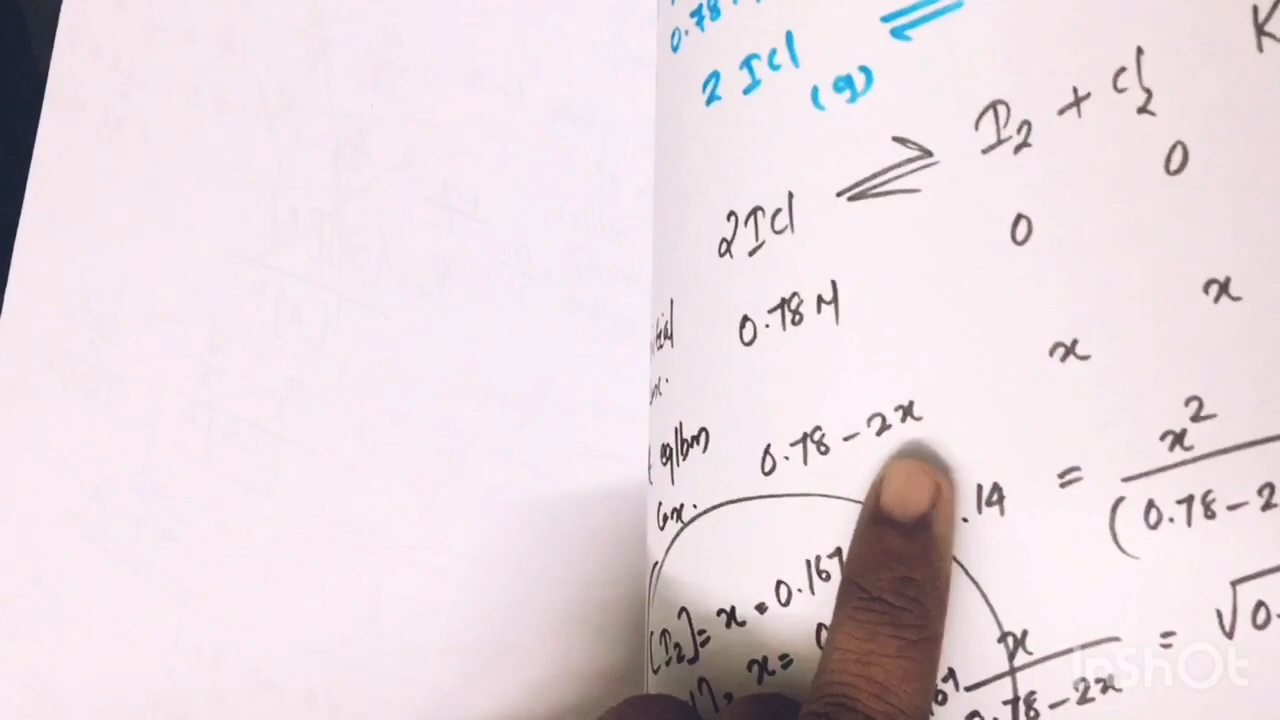 0.78
2 ICl (g) ⇌
K
2ICl ⇌ I₂ + Cl₂
0.78 M 0 0
eqlbm 0.78 - 2x x x
.14 = x² / (0.78 - 2
[I₂] = x = 0.167
x =
x / 0.78 - 2x = √0.
InShOt